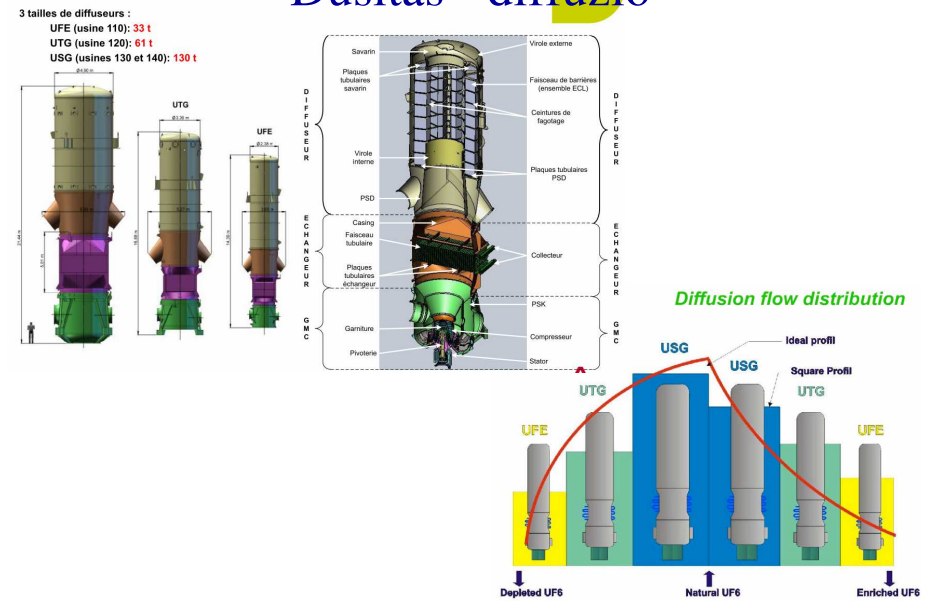 Dúsítás - diffúzió
3 tailles de diffuseurs :
UFE (usine 110): 33 t
UTG (usine 120): 61 t
USG (usines 130 et 140): 130 t
UTG
UFE
DIFFUSEUR
ECHANGEUR
GMC
Savarin
Plaques
tubulaires
savarin
Virole
interne
PSD
Casing
Faisceau
tubulaire
Plaques
tubulaires
échangeur
Garniture
Pivoterie
Virole externe
Faisceau de barrières
(ensemble ECL)
Ceintures de
fagotage
Plaques tubulaires
PSD
Collecteur
PSK
Compresseur
Stator
DIFFUSEUR
ECHANGEUR
GMC
Diffusion flow distribution
Ideal profil
Square Profil
UFE
UTG
USG
USG
UTG
UFE
Depleted UF6
Natural UF6
Enriched UF6